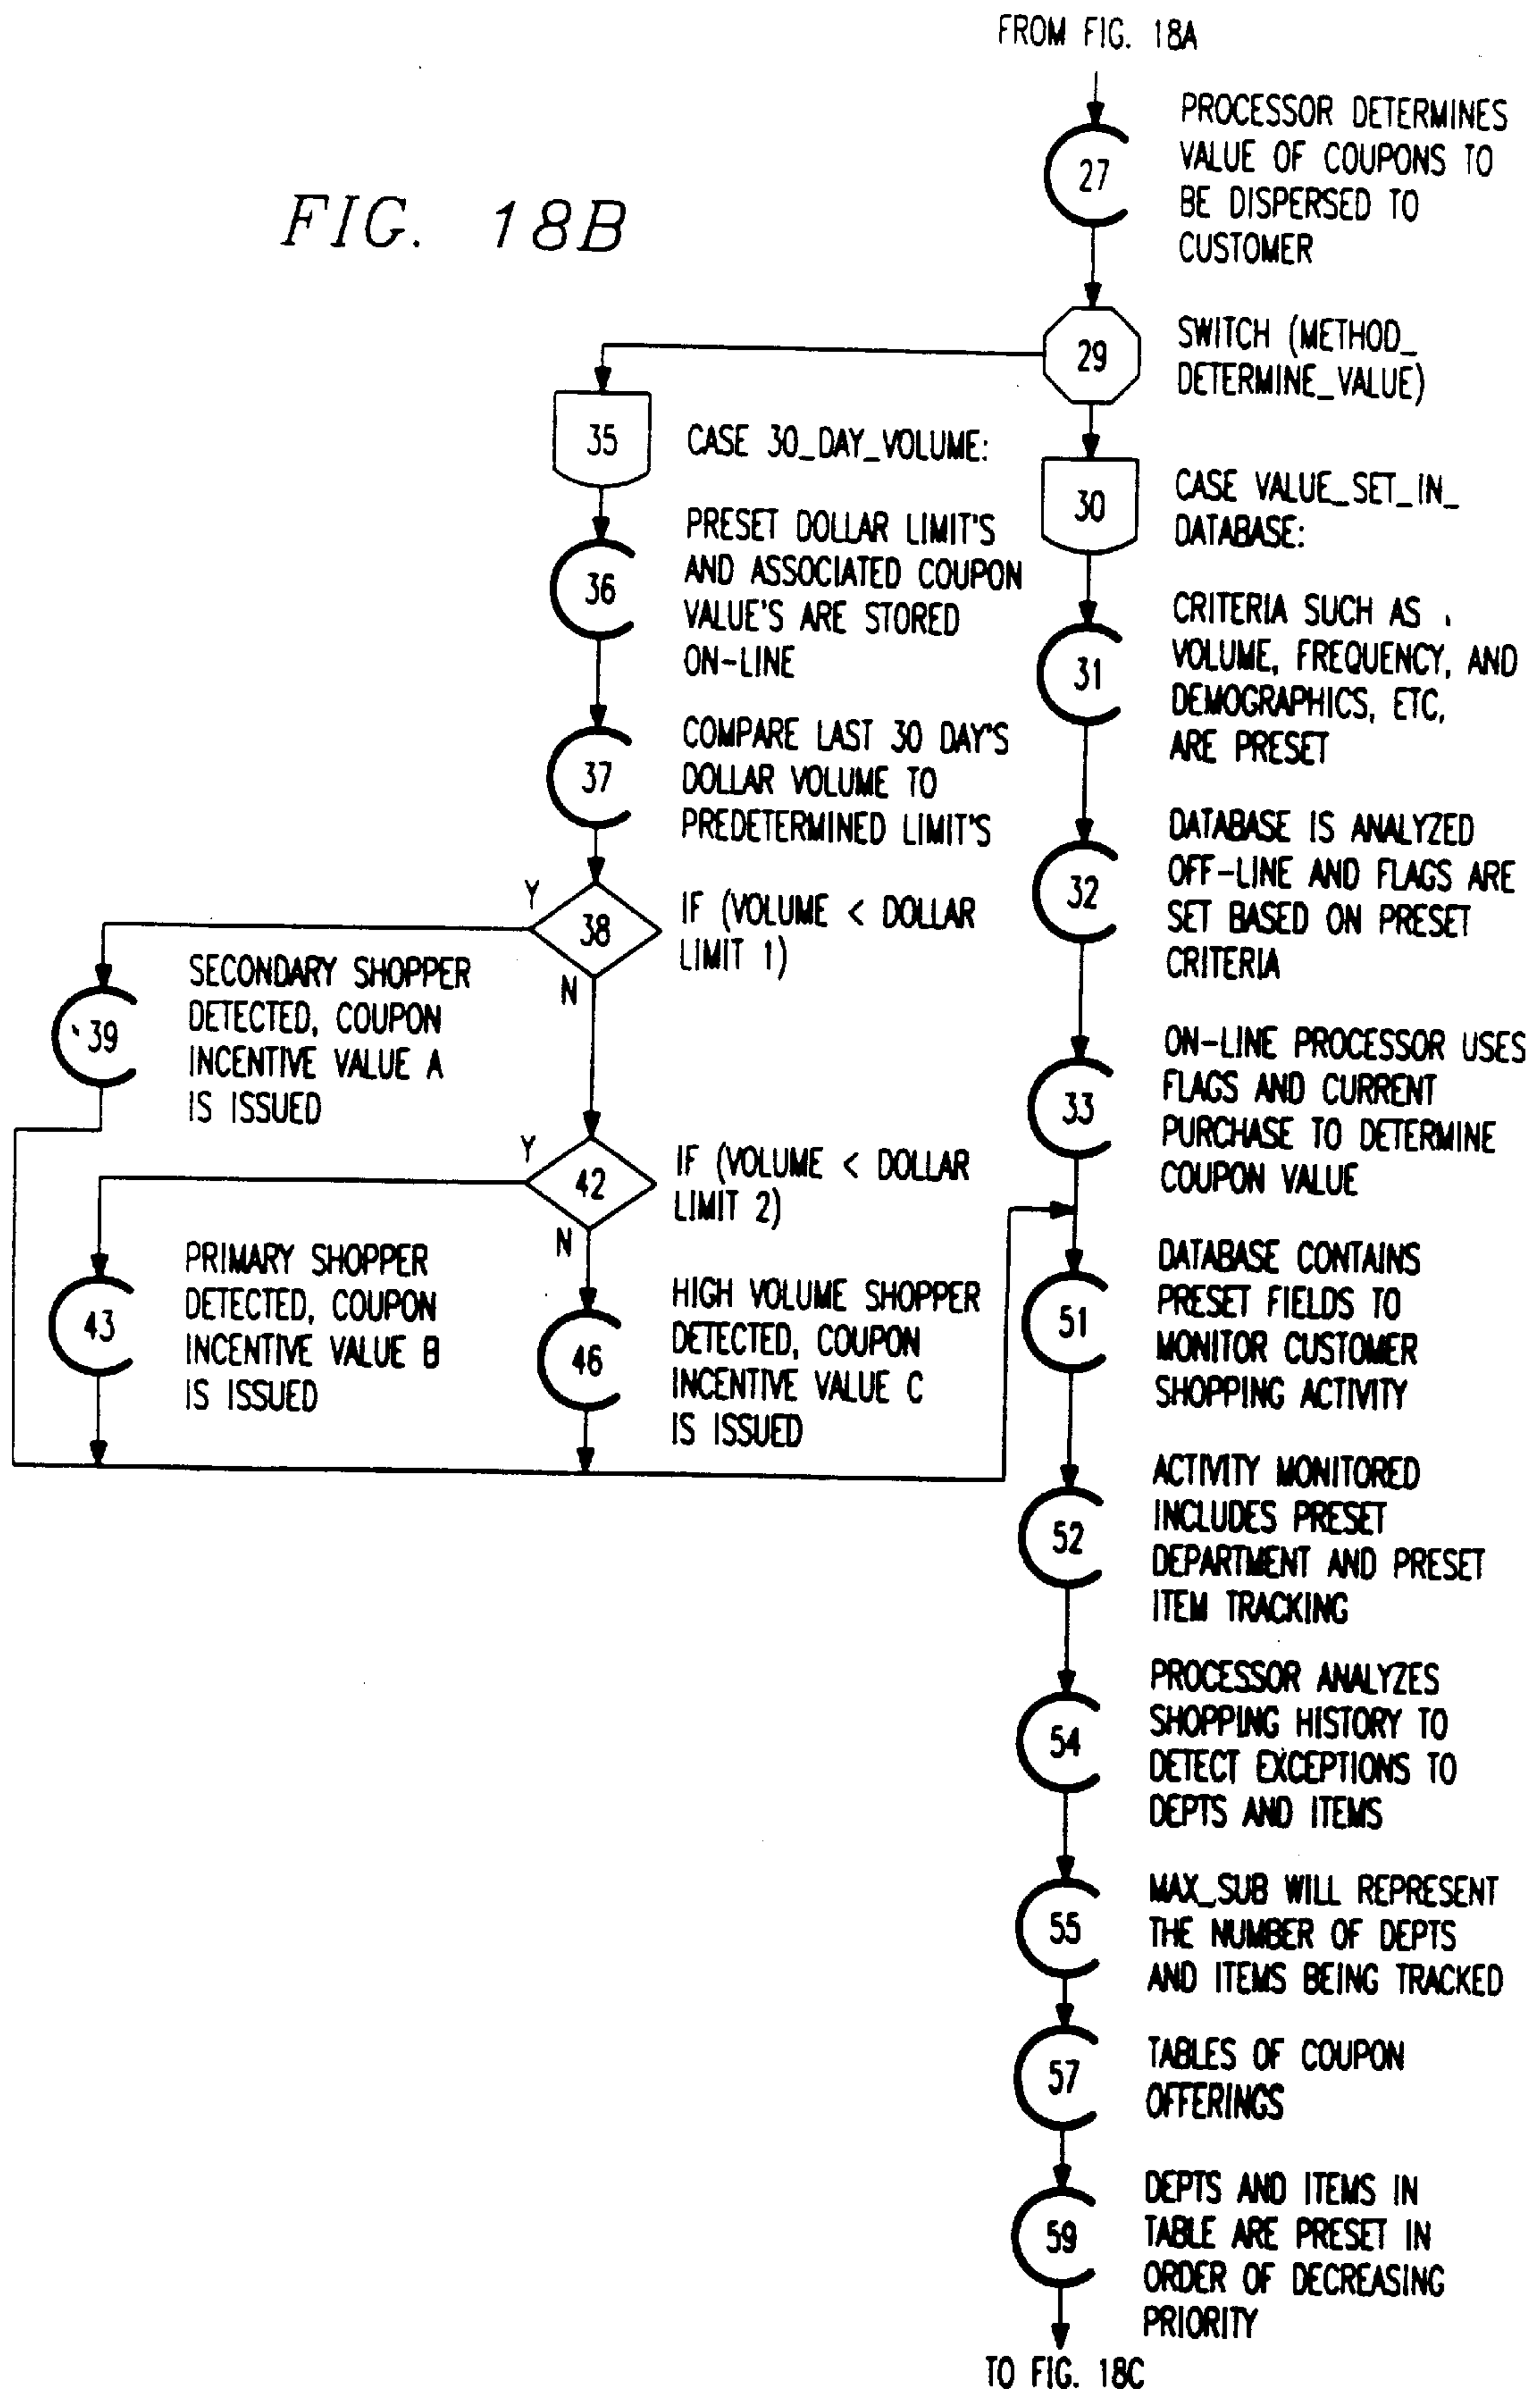 FROM FIG. 18A
FIG. 18B
27
PROCESSOR DETERMINES
VALUE OF COUPONS TO
BE DISPERSED TO
CUSTOMER
29
SWITCH (METHOD_
DETERMINE_VALUE)
35
CASE 30_DAY_VOLUME:
36
PRESET DOLLAR LIMIT'S
AND ASSOCIATED COUPON
VALUE'S ARE STORED
ON-LINE
37
COMPARE LAST 30 DAY'S
DOLLAR VOLUME TO
PREDETERMINED LIMIT'S
Y
38
N
IF (VOLUME < DOLLAR
LIMIT 1)
39
SECONDARY SHOPPER
DETECTED, COUPON
INCENTIVE VALUE A
IS ISSUED
Y
42
N
IF (VOLUME < DOLLAR
LIMIT 2)
43
PRIMARY SHOPPER
DETECTED, COUPON
INCENTIVE VALUE B
IS ISSUED
46
HIGH VOLUME SHOPPER
DETECTED, COUPON
INCENTIVE VALUE C
IS ISSUED
30
CASE VALUE_SET_IN_
DATABASE:
31
CRITERIA SUCH AS
VOLUME, FREQUENCY, AND
DEMOGRAPHICS, ETC,
ARE PRESET
32
DATABASE IS ANALYZED
OFF-LINE AND FLAGS ARE
SET BASED ON PRESET
CRITERIA
33
ON-LINE PROCESSOR USES
FLAGS AND CURRENT
PURCHASE TO DETERMINE
COUPON VALUE
51
DATABASE CONTAINS
PRESET FIELDS TO
MONITOR CUSTOMER
SHOPPING ACTIVITY
52
ACTIVITY MONITORED
INCLUDES PRESET
DEPARTMENT AND PRESET
ITEM TRACKING
54
PROCESSOR ANALYZES
SHOPPING HISTORY TO
DETECT EXCEPTIONS TO
DEPTS AND ITEMS
55
MAX_SUB WILL REPRESENT
THE NUMBER OF DEPTS
AND ITEMS BEING TRACKED
57
TABLES OF COUPON
OFFERINGS
59
DEPTS AND ITEMS IN
TABLE ARE PRESET IN
ORDER OF DECREASING
PRIORITY
TO FIG. 18C